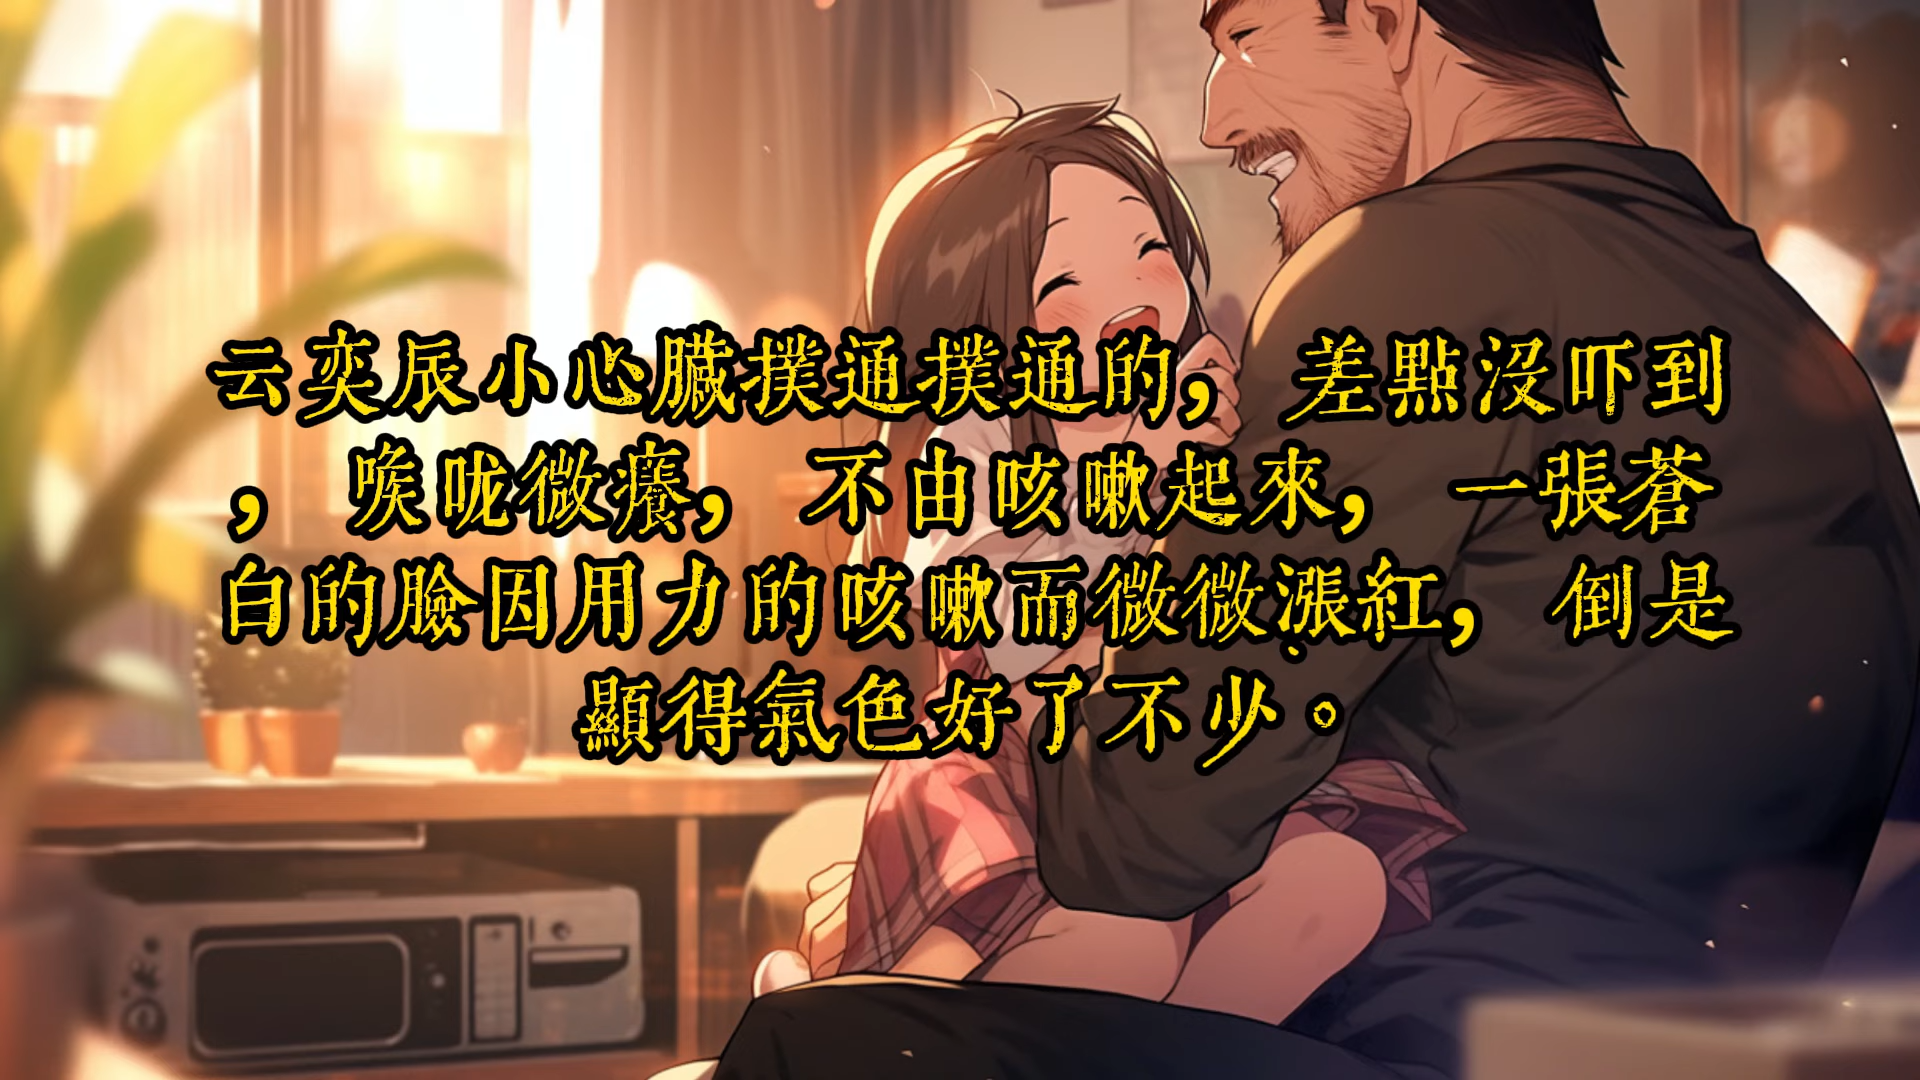 云奕辰小心臟撲通撲通的，差點沒吓到
，喉咙微癢，不由咳嗽起來，一張蒼
白的臉因用力的咳嗽而微微漲紅，倒是
顯得氣色好了不少。